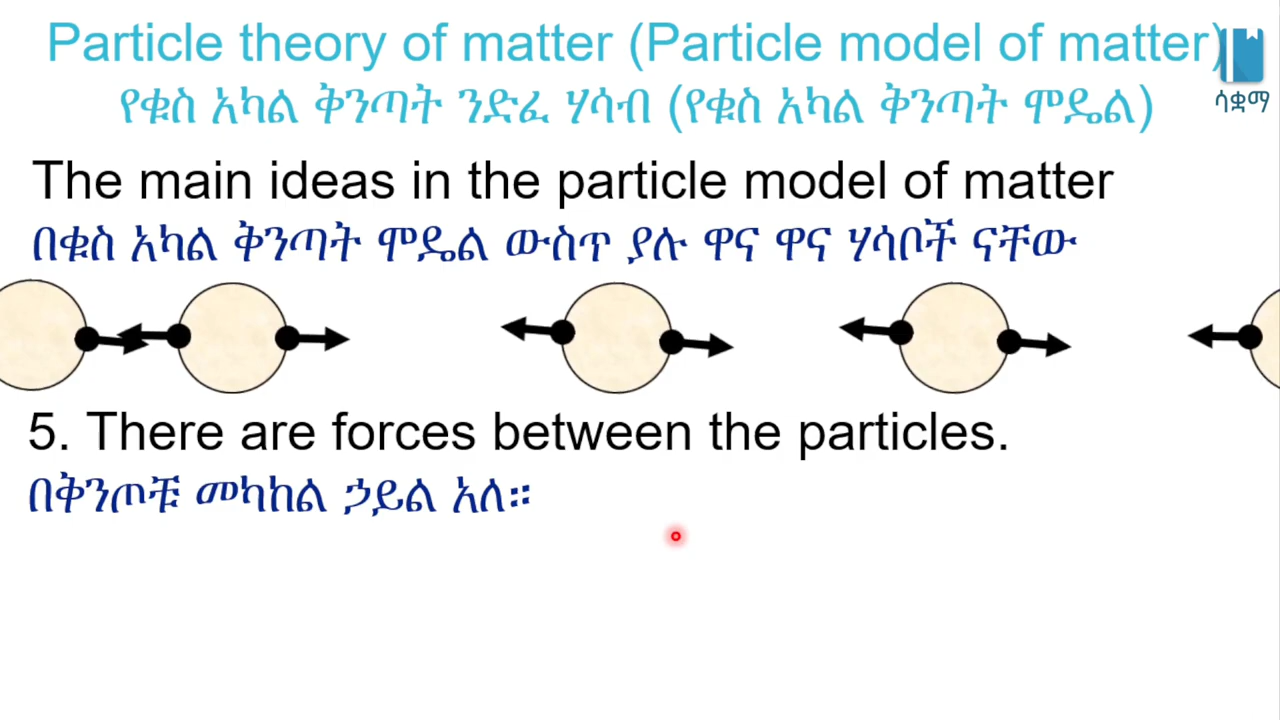 Particle theory of matter (Particle model of matter)
የቁስ አካል ቅንጣት ንድፈ ሃሳብ (የቁስ አካል ቅንጣት ሞዴል)
ሳቋማ
The main ideas in the particle model of matter
በቁስ አካል ቅንጣት ሞዴል ውስጥ ያሉ ዋና ዋና ሃሳቦች ናቸው
5. There are forces between the particles.
በቅንጦቹ መካከል ኃይል አለ።